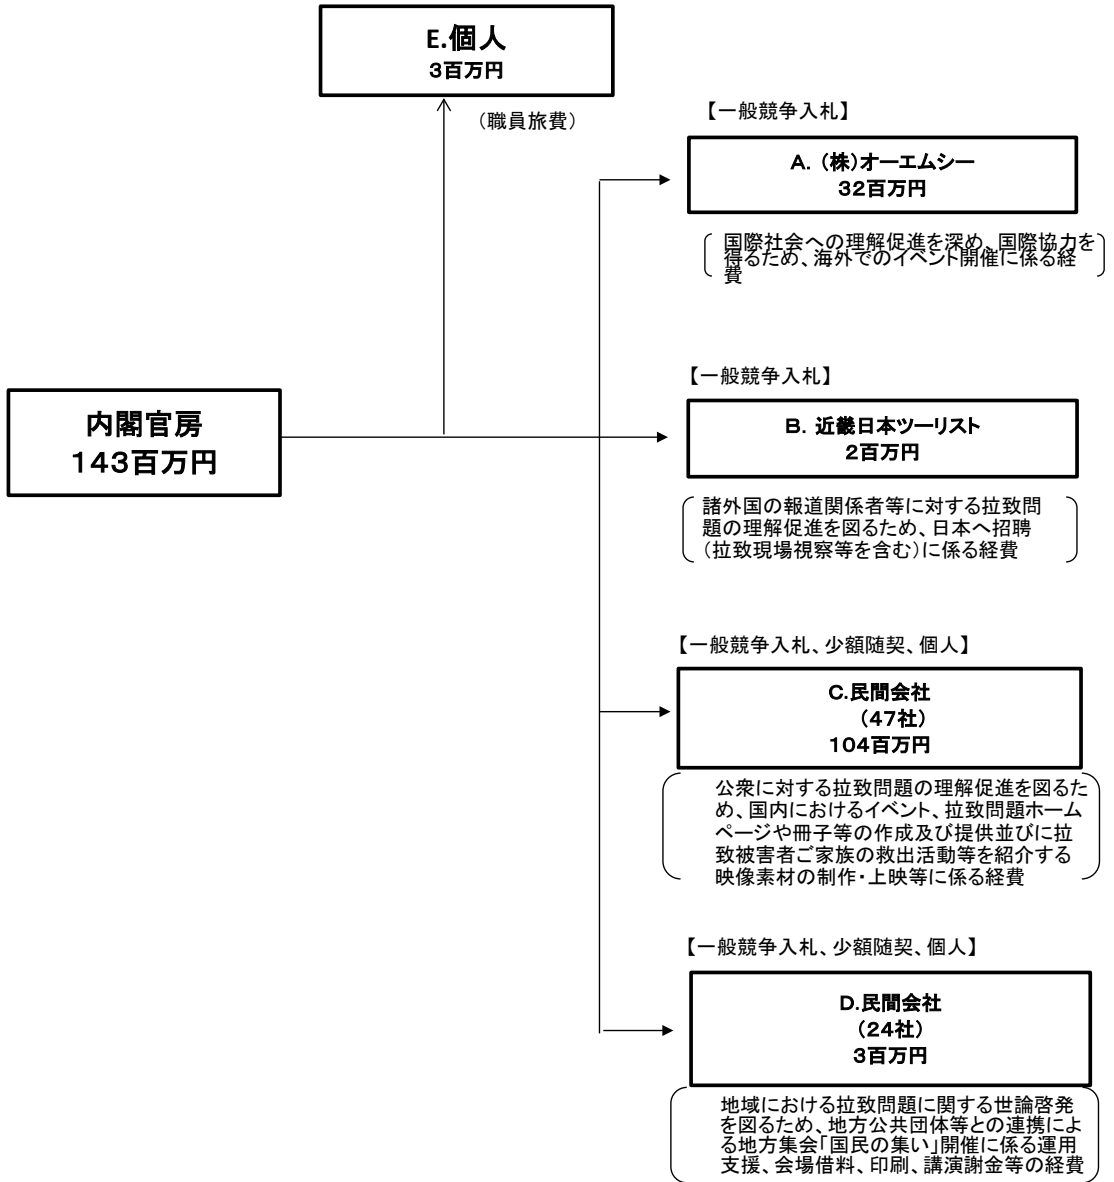 E.個人
3百万円
(職員旅費)
【一般競争入札】
A. (株)オーエムシー
32百万円
国際社会への理解促進を深め、国際協力を
得るため、海外でのイベント開催に係る経
費
【一般競争入札】
内閣官房
143百万円
B. 近畿日本ツーリスト
2百万円
諸外国の報道関係者等に対する拉致問
題の理解促進を図るため、日本へ招聘
(拉致現場視察等を含む)に係る経費
【一般競争入札、少額随契、個人】
C.民間会社
(47社)
104百万円
公衆に対する拉致問題の理解促進を図るた
め、国内におけるイベント、拉致問題ホーム
ページや冊子等の作成及び提供並びに拉
致被害者ご家族の救出活動等を紹介する
映像素材の制作・上映等に係る経費
【一般競争入札、少額随契、個人】
D.民間会社
(24社)
3百万円
地域における拉致問題に関する世論啓発
を図るため、地方公共団体等との連携によ
る地方集会「国民の集い」開催に係る運用
支援、会場借料、印刷、講演謝金等の経費